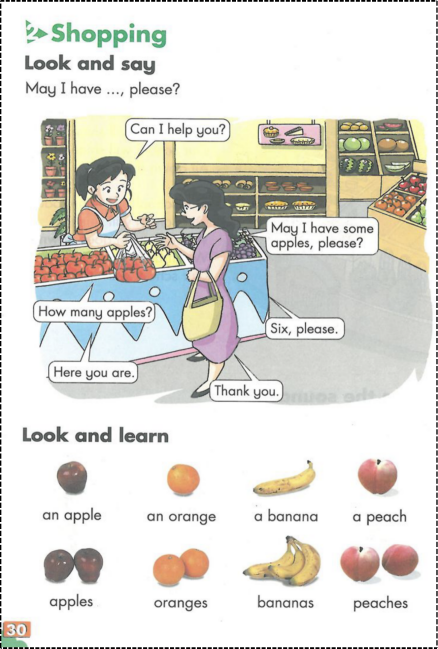 2 Shopping
Look and say
May I have ..., please?
Can I help you?
May I have some
apples, please?
How many apples?
Six, please.
Here you are.
Thank you.
Look and learn
an apple
an orange
a banana
a peach
apples
oranges
bananas
peaches
30